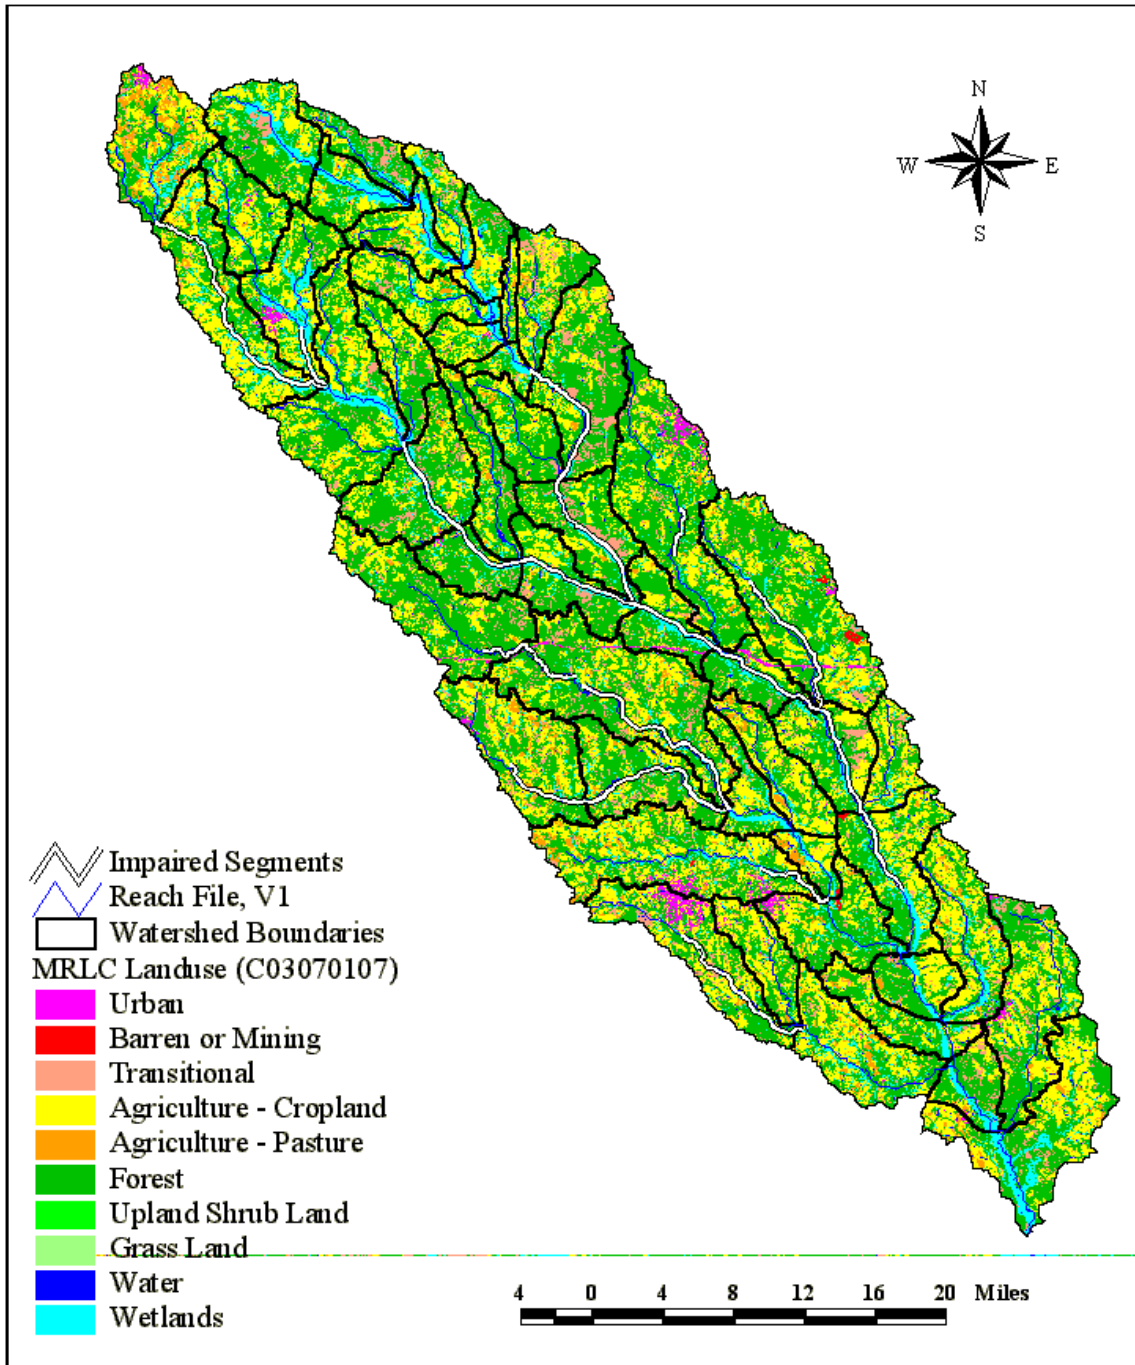 N
W E
S
Impaired Segments
Reach File, V1
Watershed Boundaries
MRLC Landuse (C03070107)
Urban
Barren or Mining
Transitional
Agriculture - Cropland
Agriculture - Pasture
Forest
Upland Shrub Land
Grass Land
Water
Wetlands
4 0 4 8 12 16 20 Miles